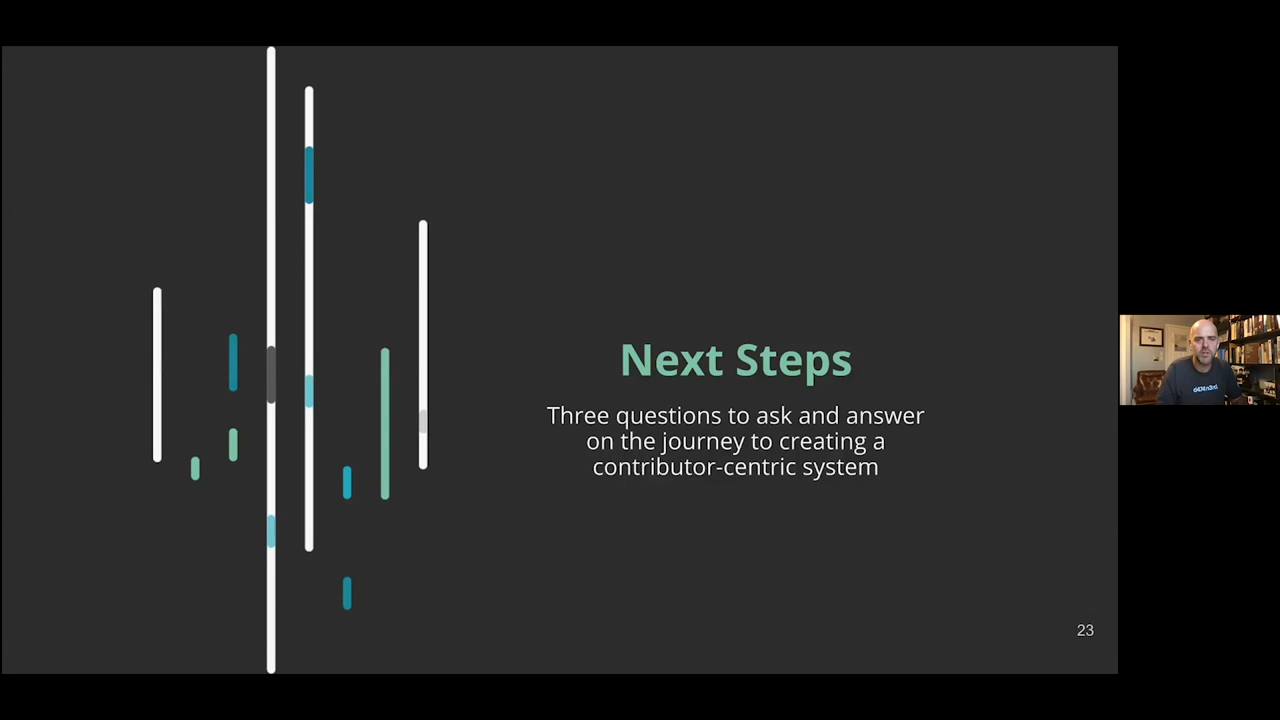 Next Steps
Three questions to ask and answer
on the journey to creating a
contributor-centric system
23